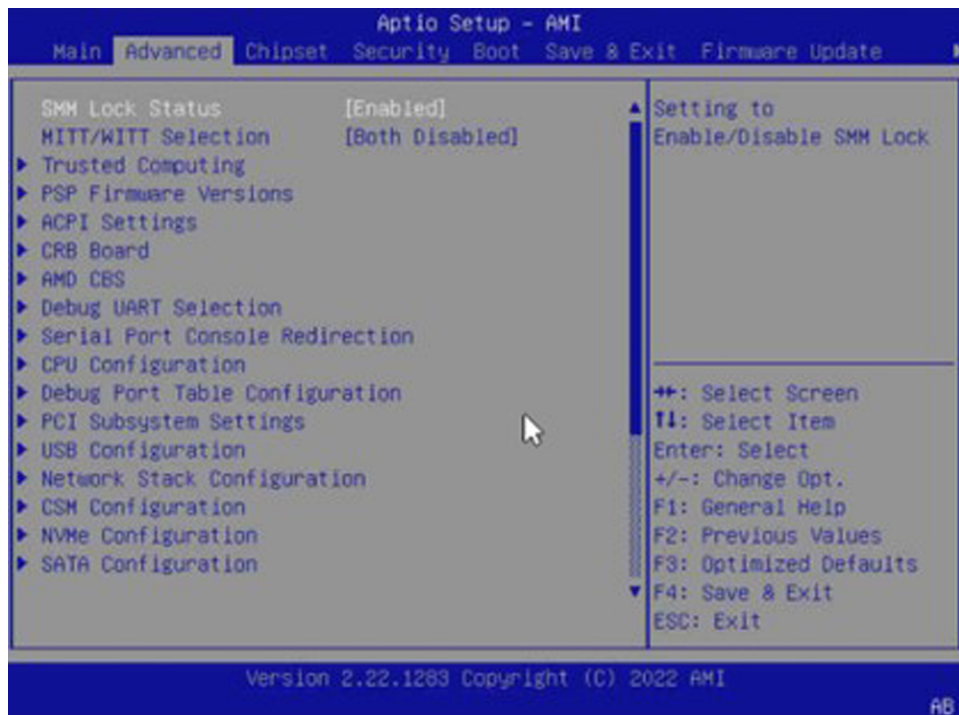 Aptio Setup – AMI
Main Advanced Chipset Security Boot Save & Exit Firmware Update
SMM Lock Status [Enabled]
MITT/WITT Selection [Both Disabled]
Trusted Computing
PSP Firmware Versions
ACPI Settings
CRB Board
AMD CBS
Debug UART Selection
Serial Port Console Redirection
CPU Configuration
Debug Port Table Configuration
PCI Subsystem Settings
USB Configuration
Network Stack Configuration
CSM Configuration
NVMe Configuration
SATA Configuration
Setting to
Enable/Disable SMM Lock
→←: Select Screen
↑↓: Select Item
Enter: Select
+/-: Change Opt.
F1: General Help
F2: Previous Values
F3: Optimized Defaults
F4: Save & Exit
ESC: Exit
Version 2.22.1283 Copyright (C) 2022 AMI
AB